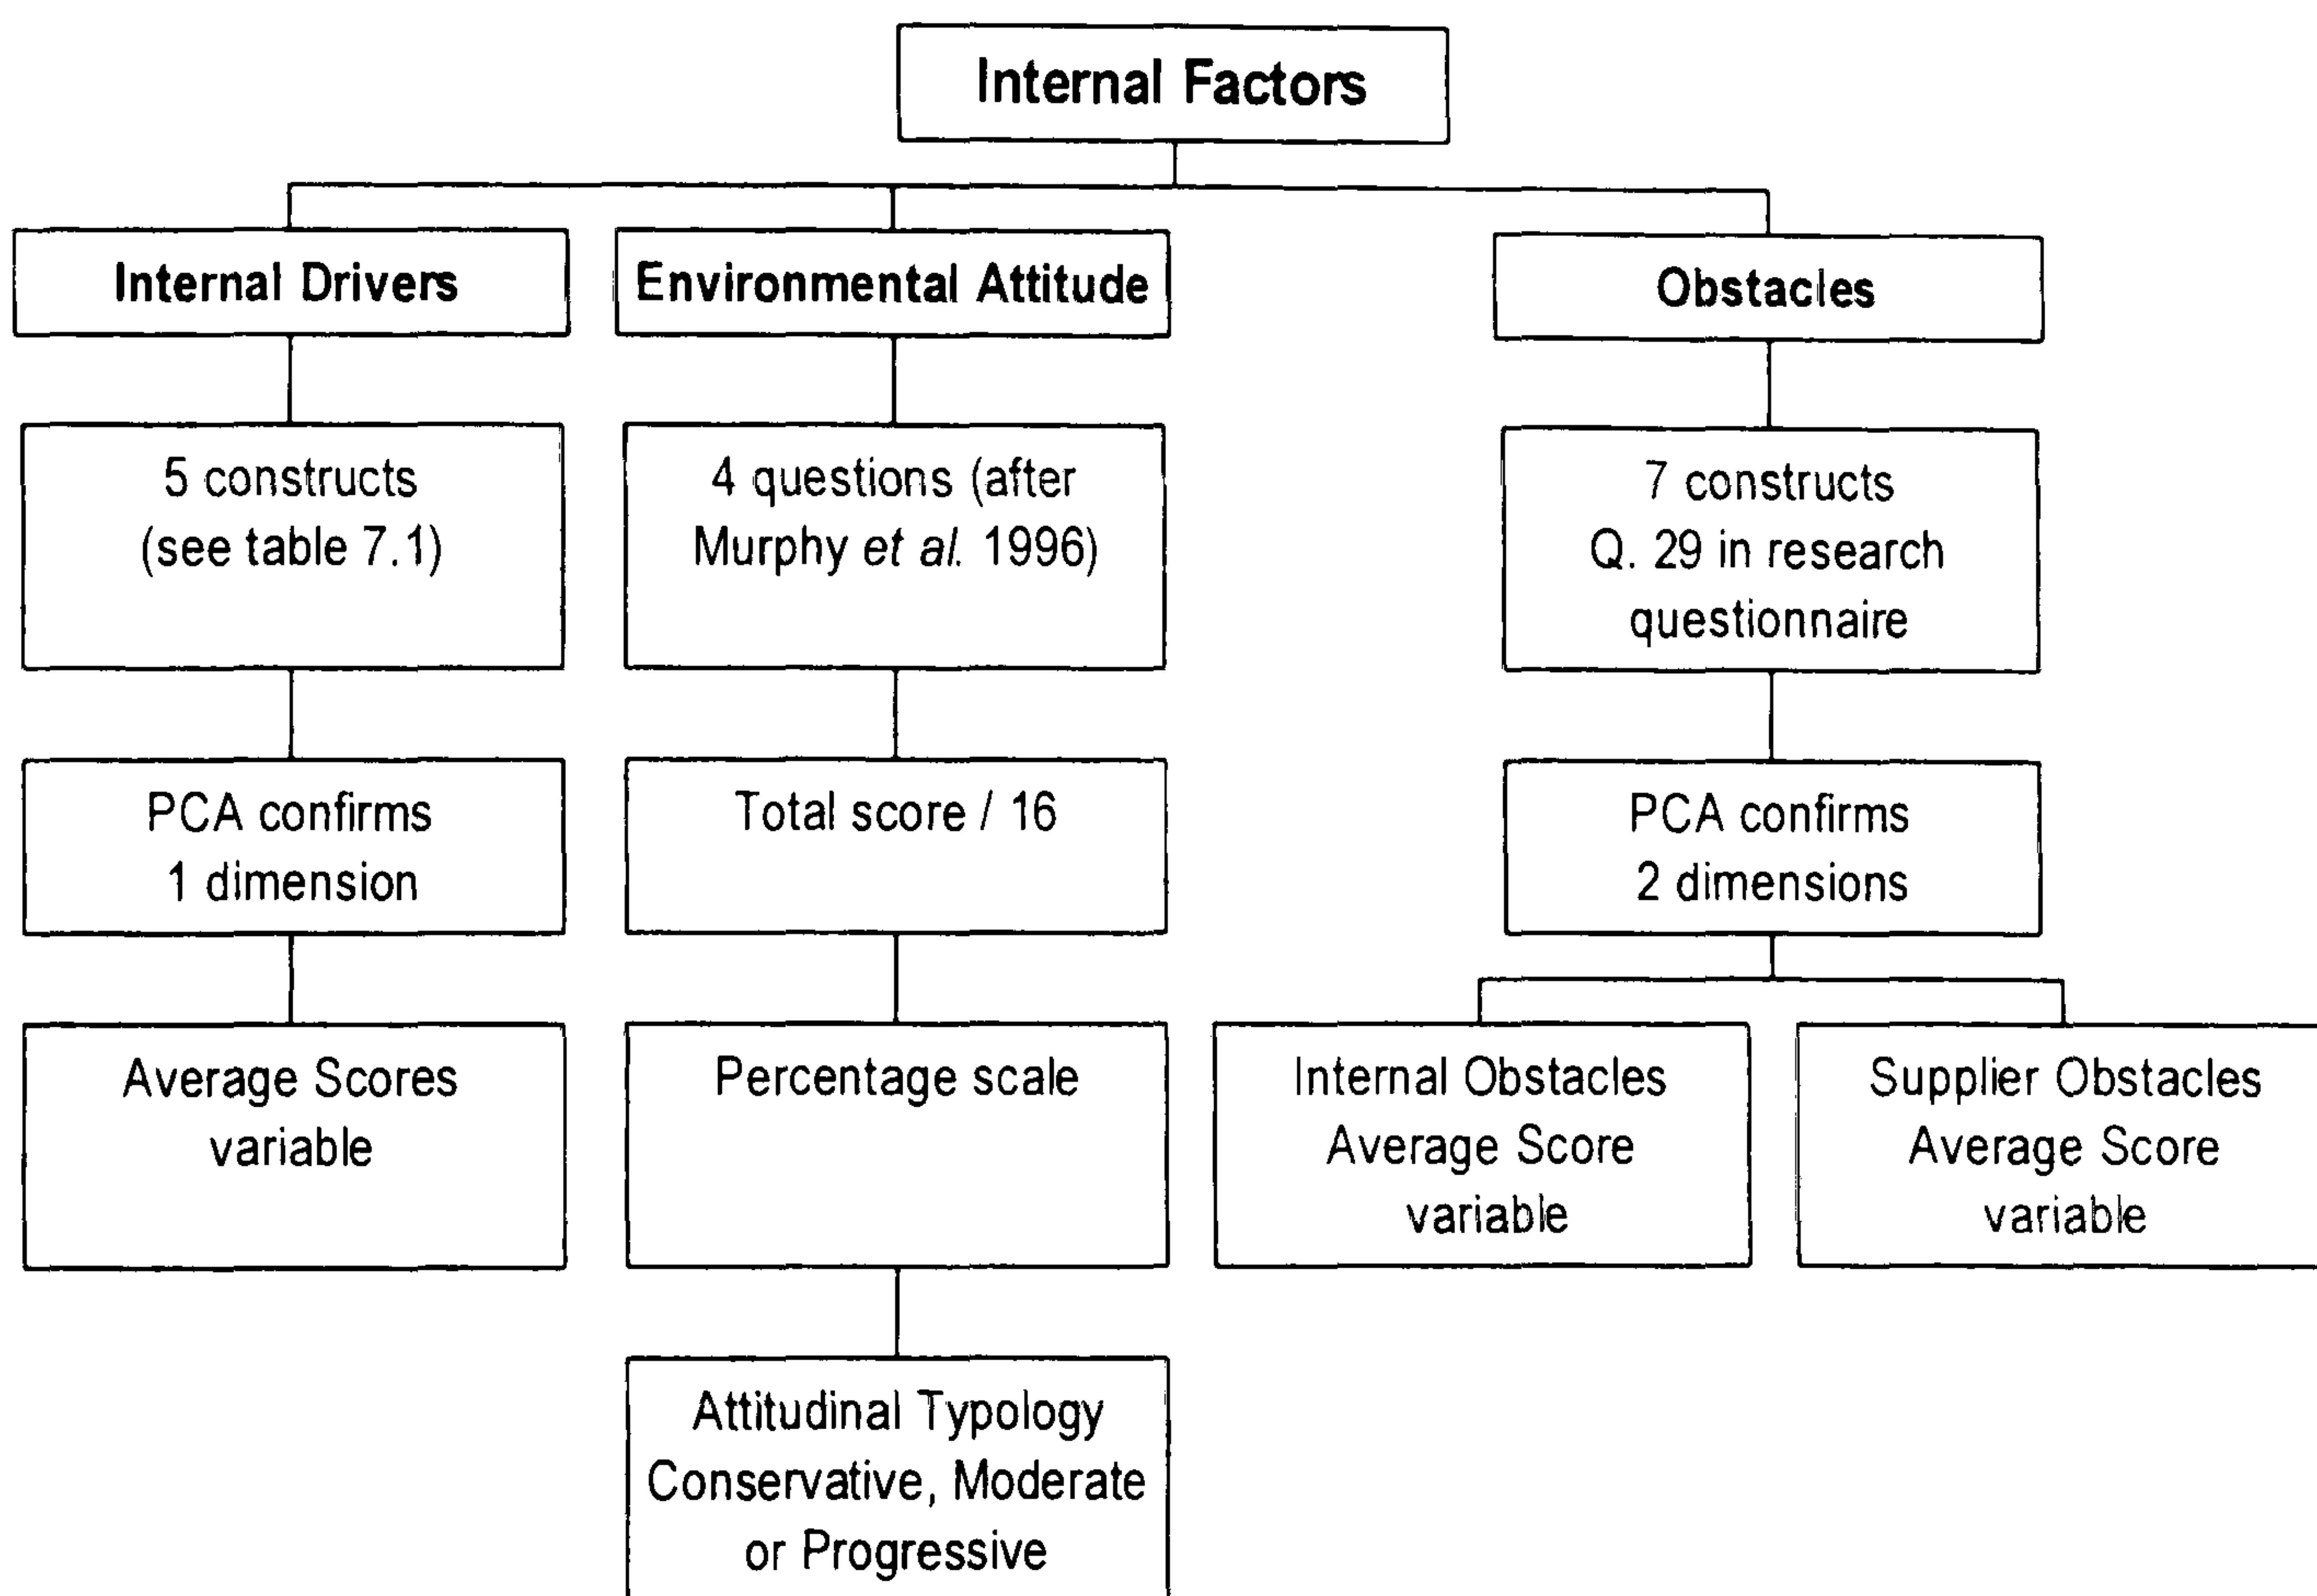 Internal Factors
Internal Drivers
Environmental Attitude
Obstacles
5 constructs
(see table 7.1)
4 questions (after
Murphy et al. 1996)
7 constructs
Q. 29 in research
questionnaire
PCA confirms
1 dimension
Total score / 16
PCA confirms
2 dimensions
Average Scores
variable
Percentage scale
Internal Obstacles
Average Score
variable
Supplier Obstacles
Average Score
variable
Attitudinal Typology
Conservative, Moderate
or Progressive